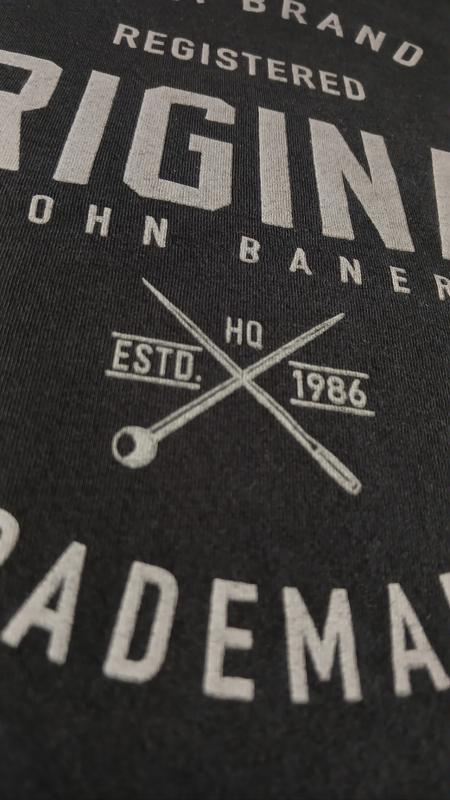 BRAND
REGISTERED
RIGIN
OHN BANER
HQ
ESTD. 1986
RADEMA